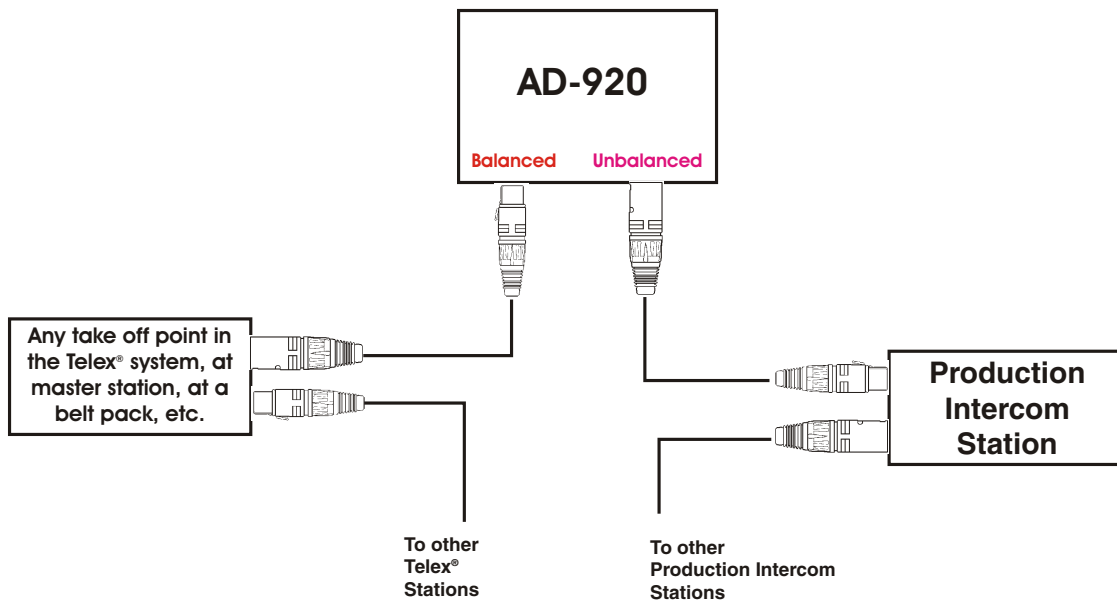 AD-920
Balanced
Unbalanced
Any take off point in
the Telex® system, at
master station, at a
belt pack, etc.
Production
Intercom
Station
To other
Telex®
Stations
To other
Production Intercom
Stations